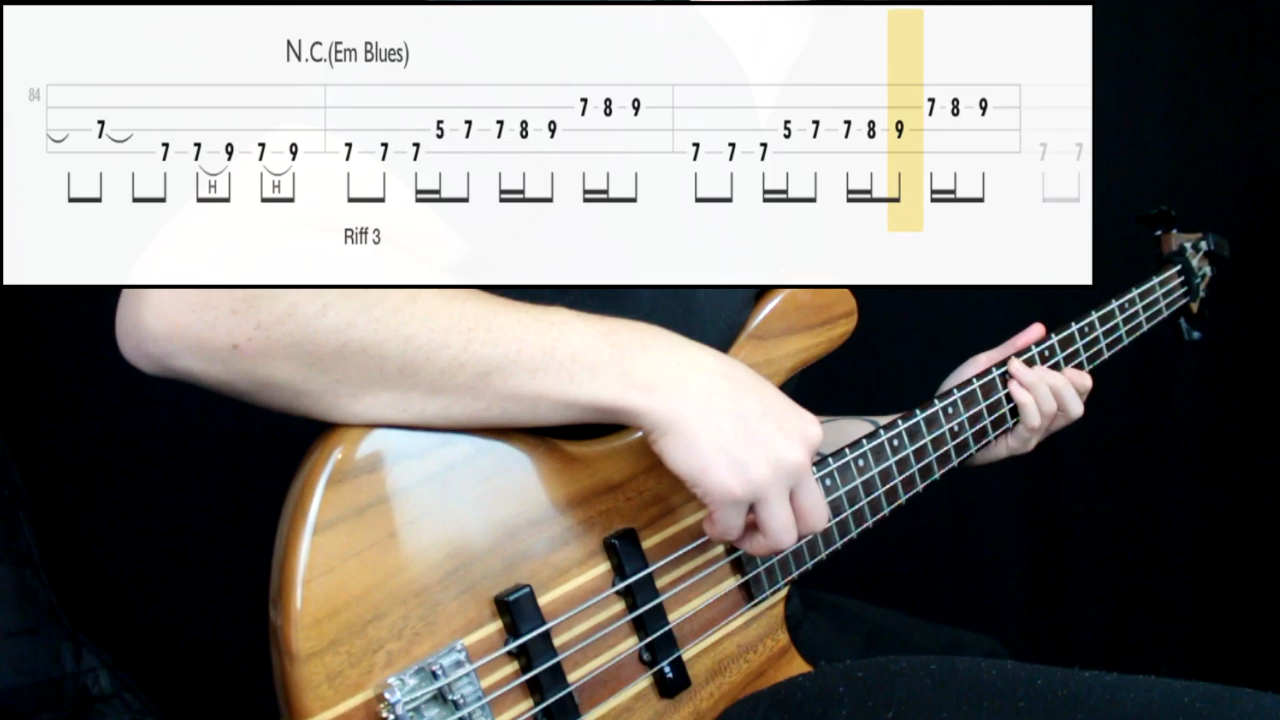 N.C.(Em Blues)
84
7 8 9 7 8 9
7 5 7 7 8 9 5 7 7 8 9
7 7 9 7 9 7 7 7 7 7 7 7 7
H H
Riff 3